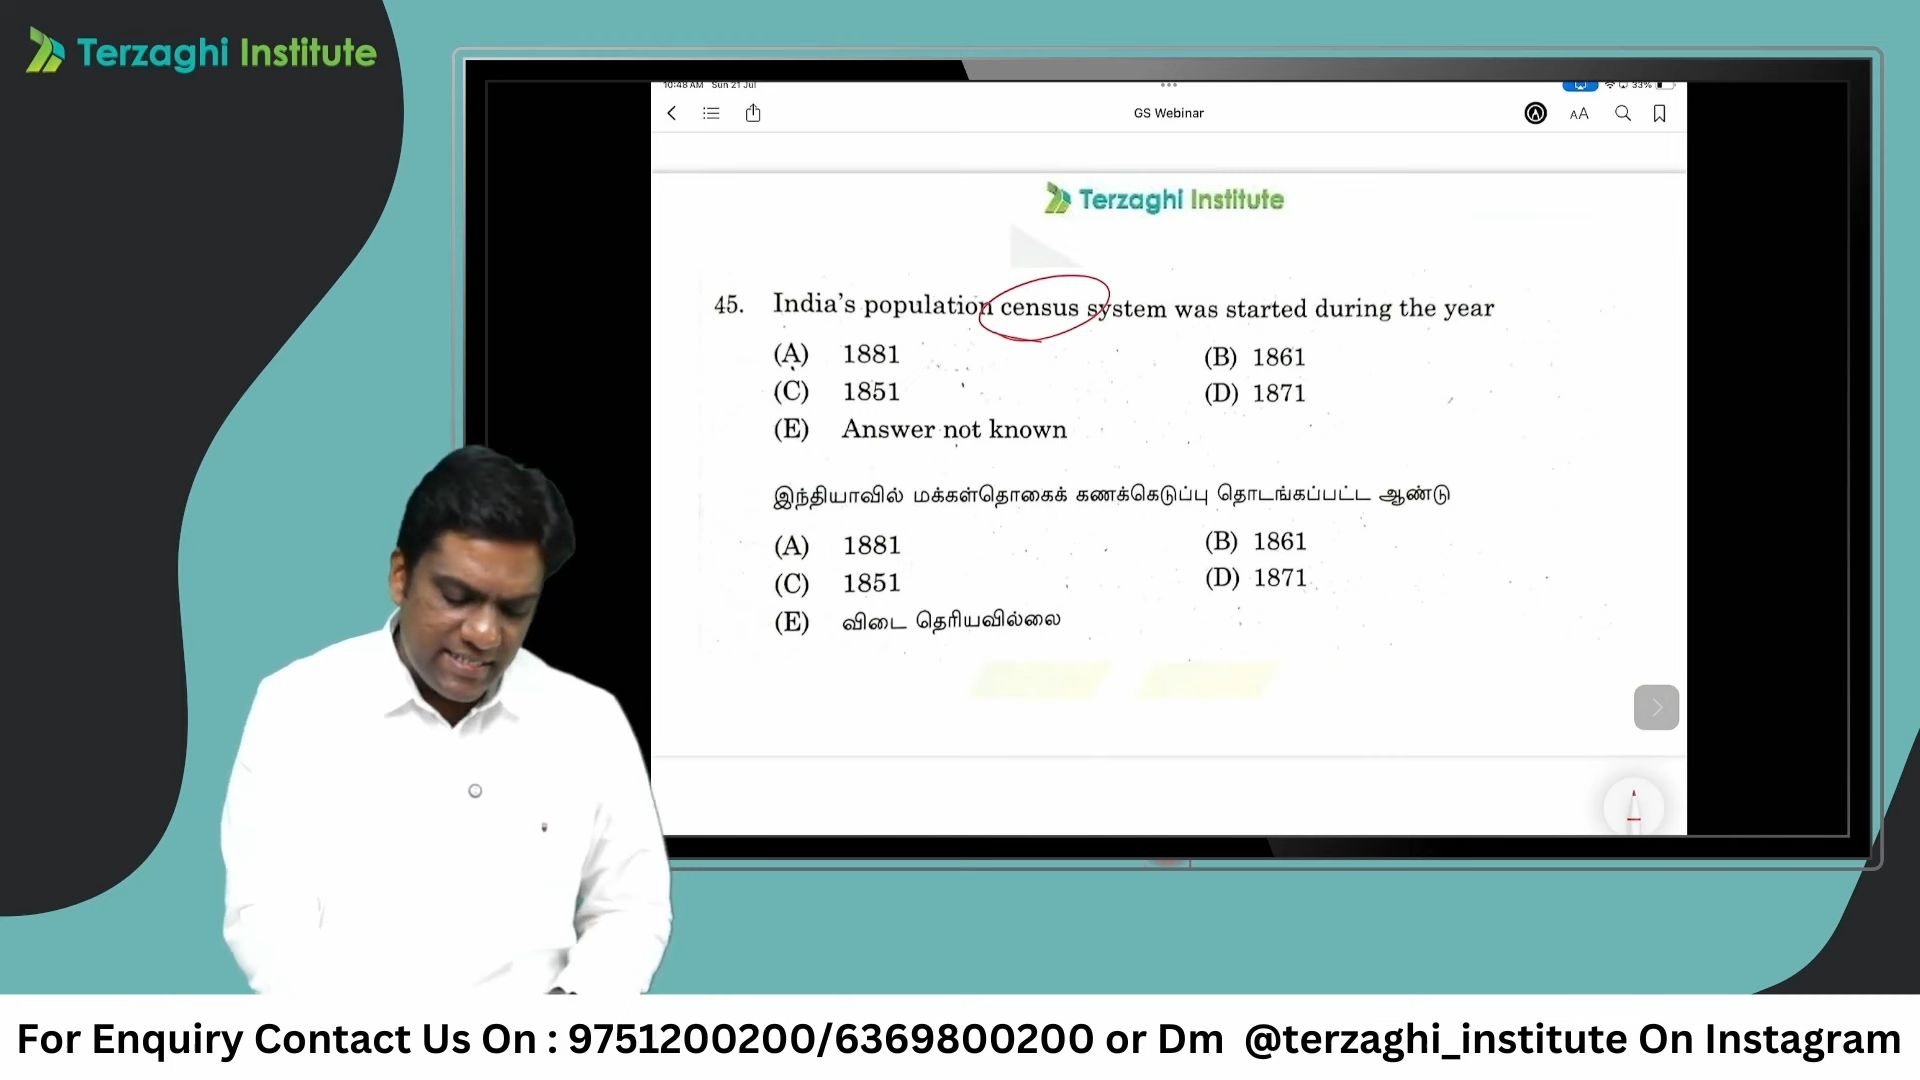 Terzaghi Institute
10:48 AM Sun 21 Jul
33%
GS Webinar
AA
Terzaghi Institute
45. India's population census system was started during the year
(A) 1881 (B) 1861
(C) 1851 (D) 1871
(E) Answer not known
இந்தியாவில் மக்கள்தொகைக் கணக்கெடுப்பு தொடங்கப்பட்ட ஆண்டு
(A) 1881 (B) 1861
(C) 1851 (D) 1871
(E) விடை தெரியவில்லை
For Enquiry Contact Us On : 9751200200/6369800200 or Dm @terzaghi_institute On Instagram